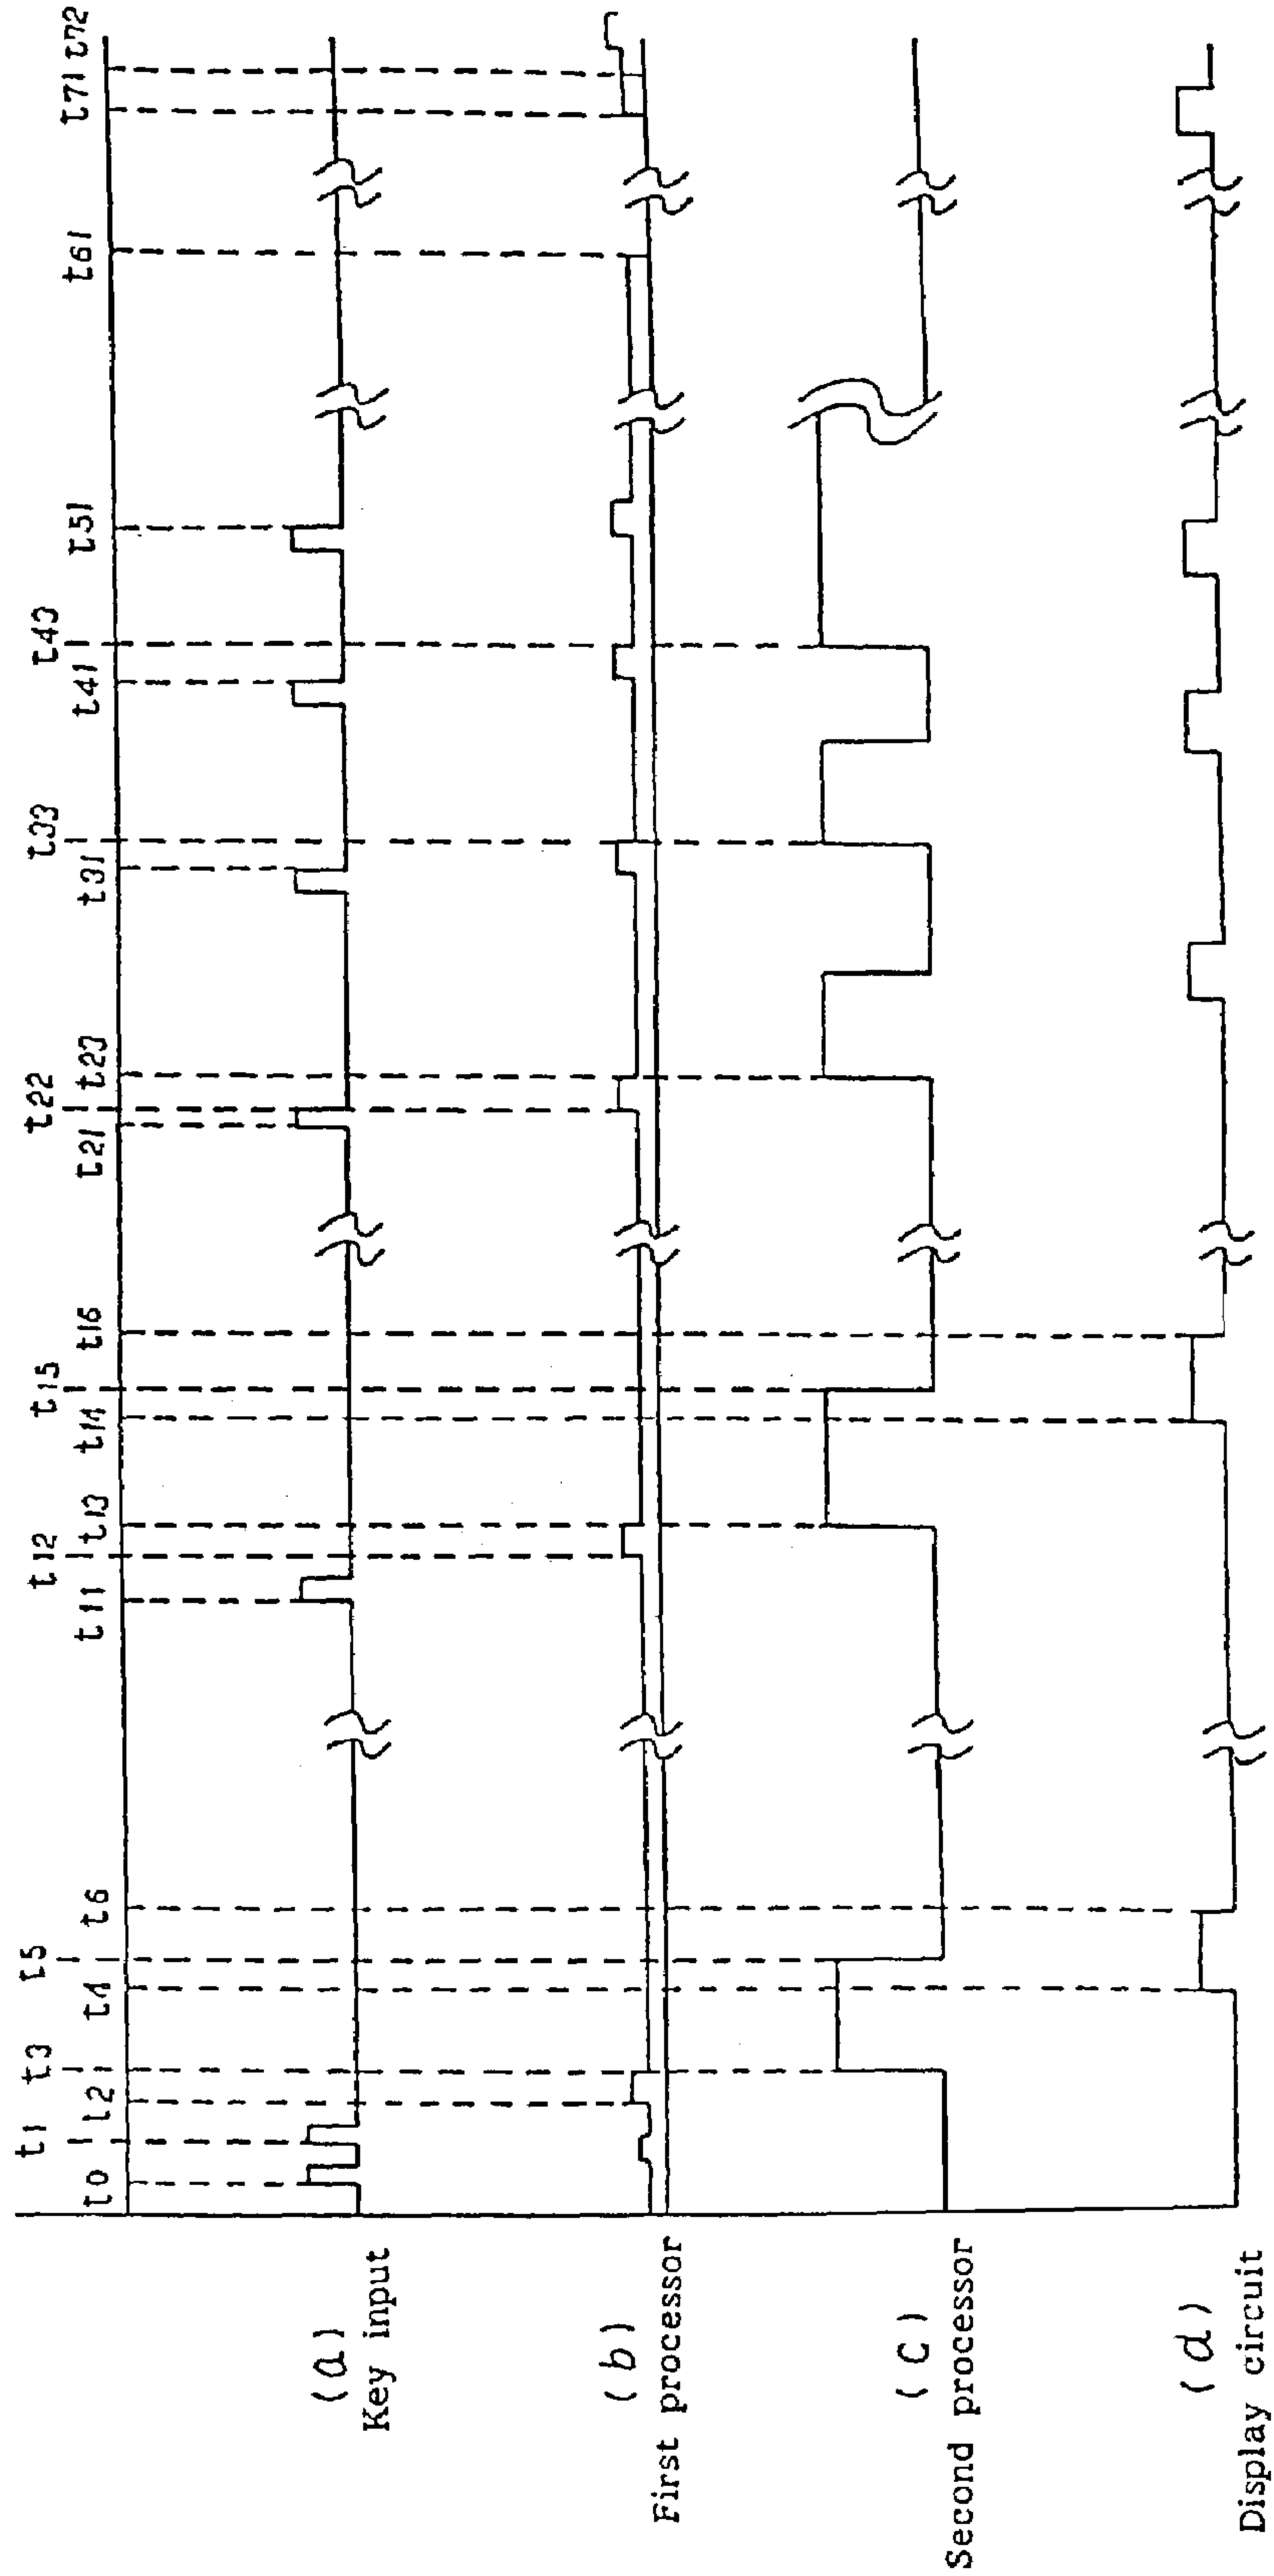 t1 t3 t5 t12 t15 t22 t33 t43
t0 t2 t4 t6 t11 t13 t14 t16 t21 t23 t31 t41 t51 t61 t71 t72
(a)
Key input
(b)
First processor
(c)
Second processor
(d)
Display circuit